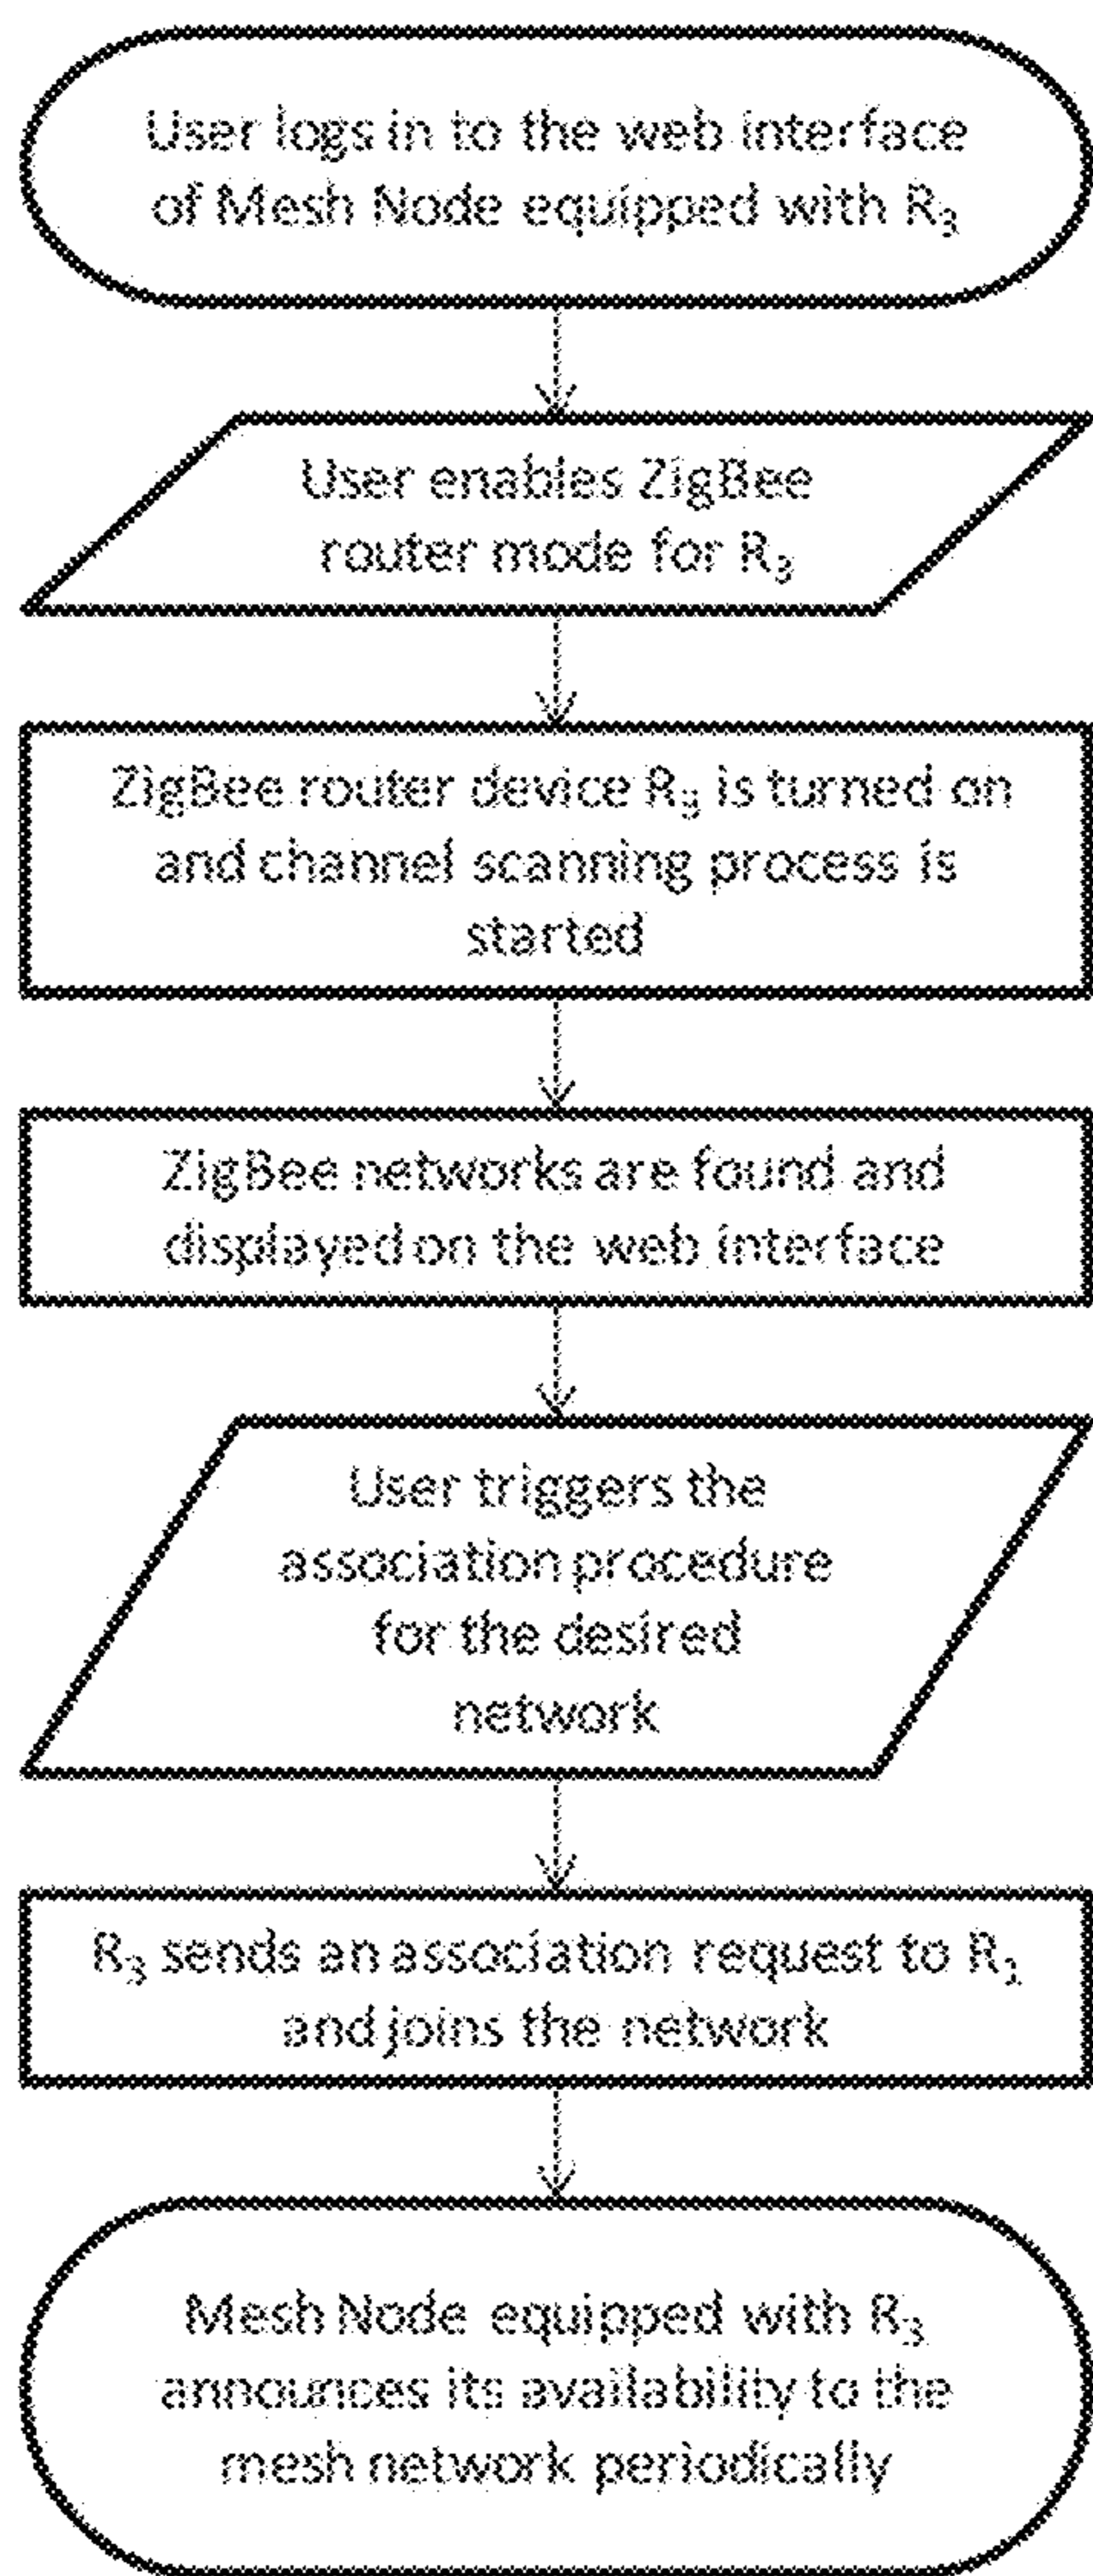 User logs in to the web interface
of Mesh Node equipped with R₃
User enables ZigBee
router mode for R₃
ZigBee router device R₃ is turned on
and channel scanning process is
started
ZigBee networks are found and
displayed on the web interface
User triggers the
association procedure
for the desired
network
R₃ sends an association request to R₁
and joins the network
Mesh Node equipped with R₃
announces its availability to the
mesh network periodically